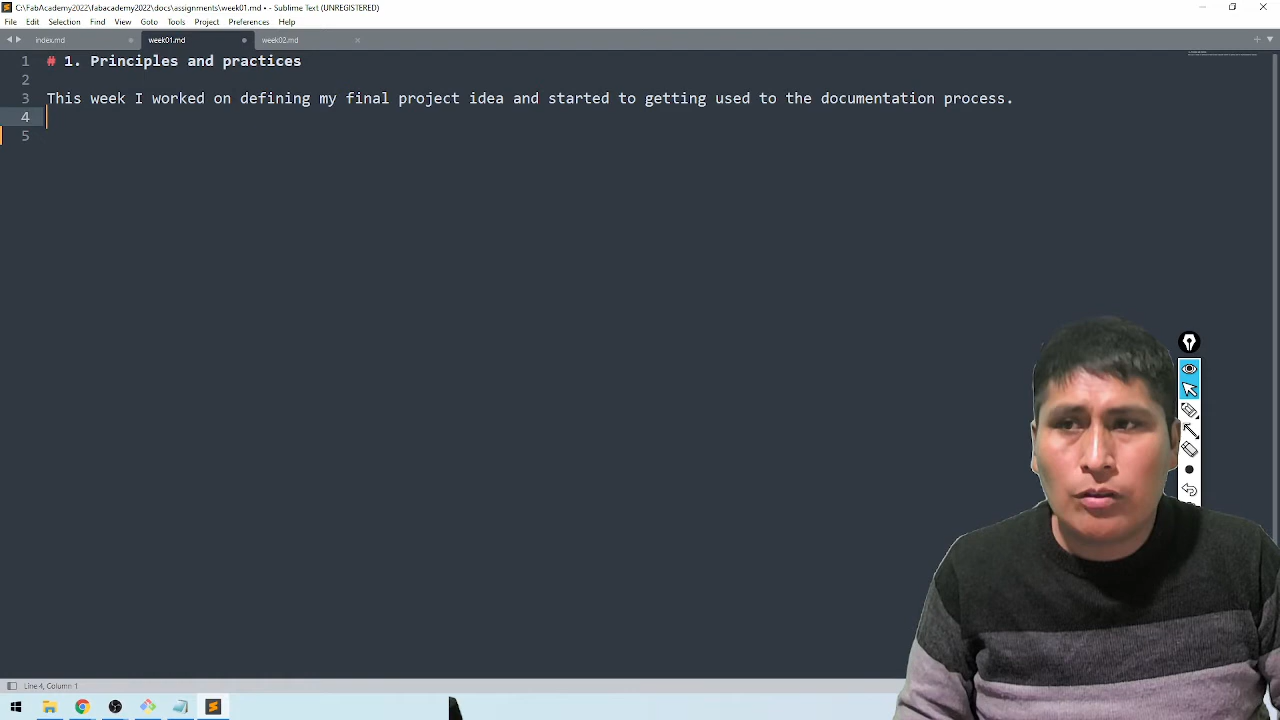 C:\FabAcademy2022\fabacademy2022\docs\assignments\week01.md • - Sublime Text (UNREGISTERED)
File Edit Selection Find View Goto Tools Project Preferences Help
index.md week01.md week02.md
1 # 1. Principles and practices
2
3 This week I worked on defining my final project idea and started to getting used to the documentation process.
4
5
Line 4, Column 1